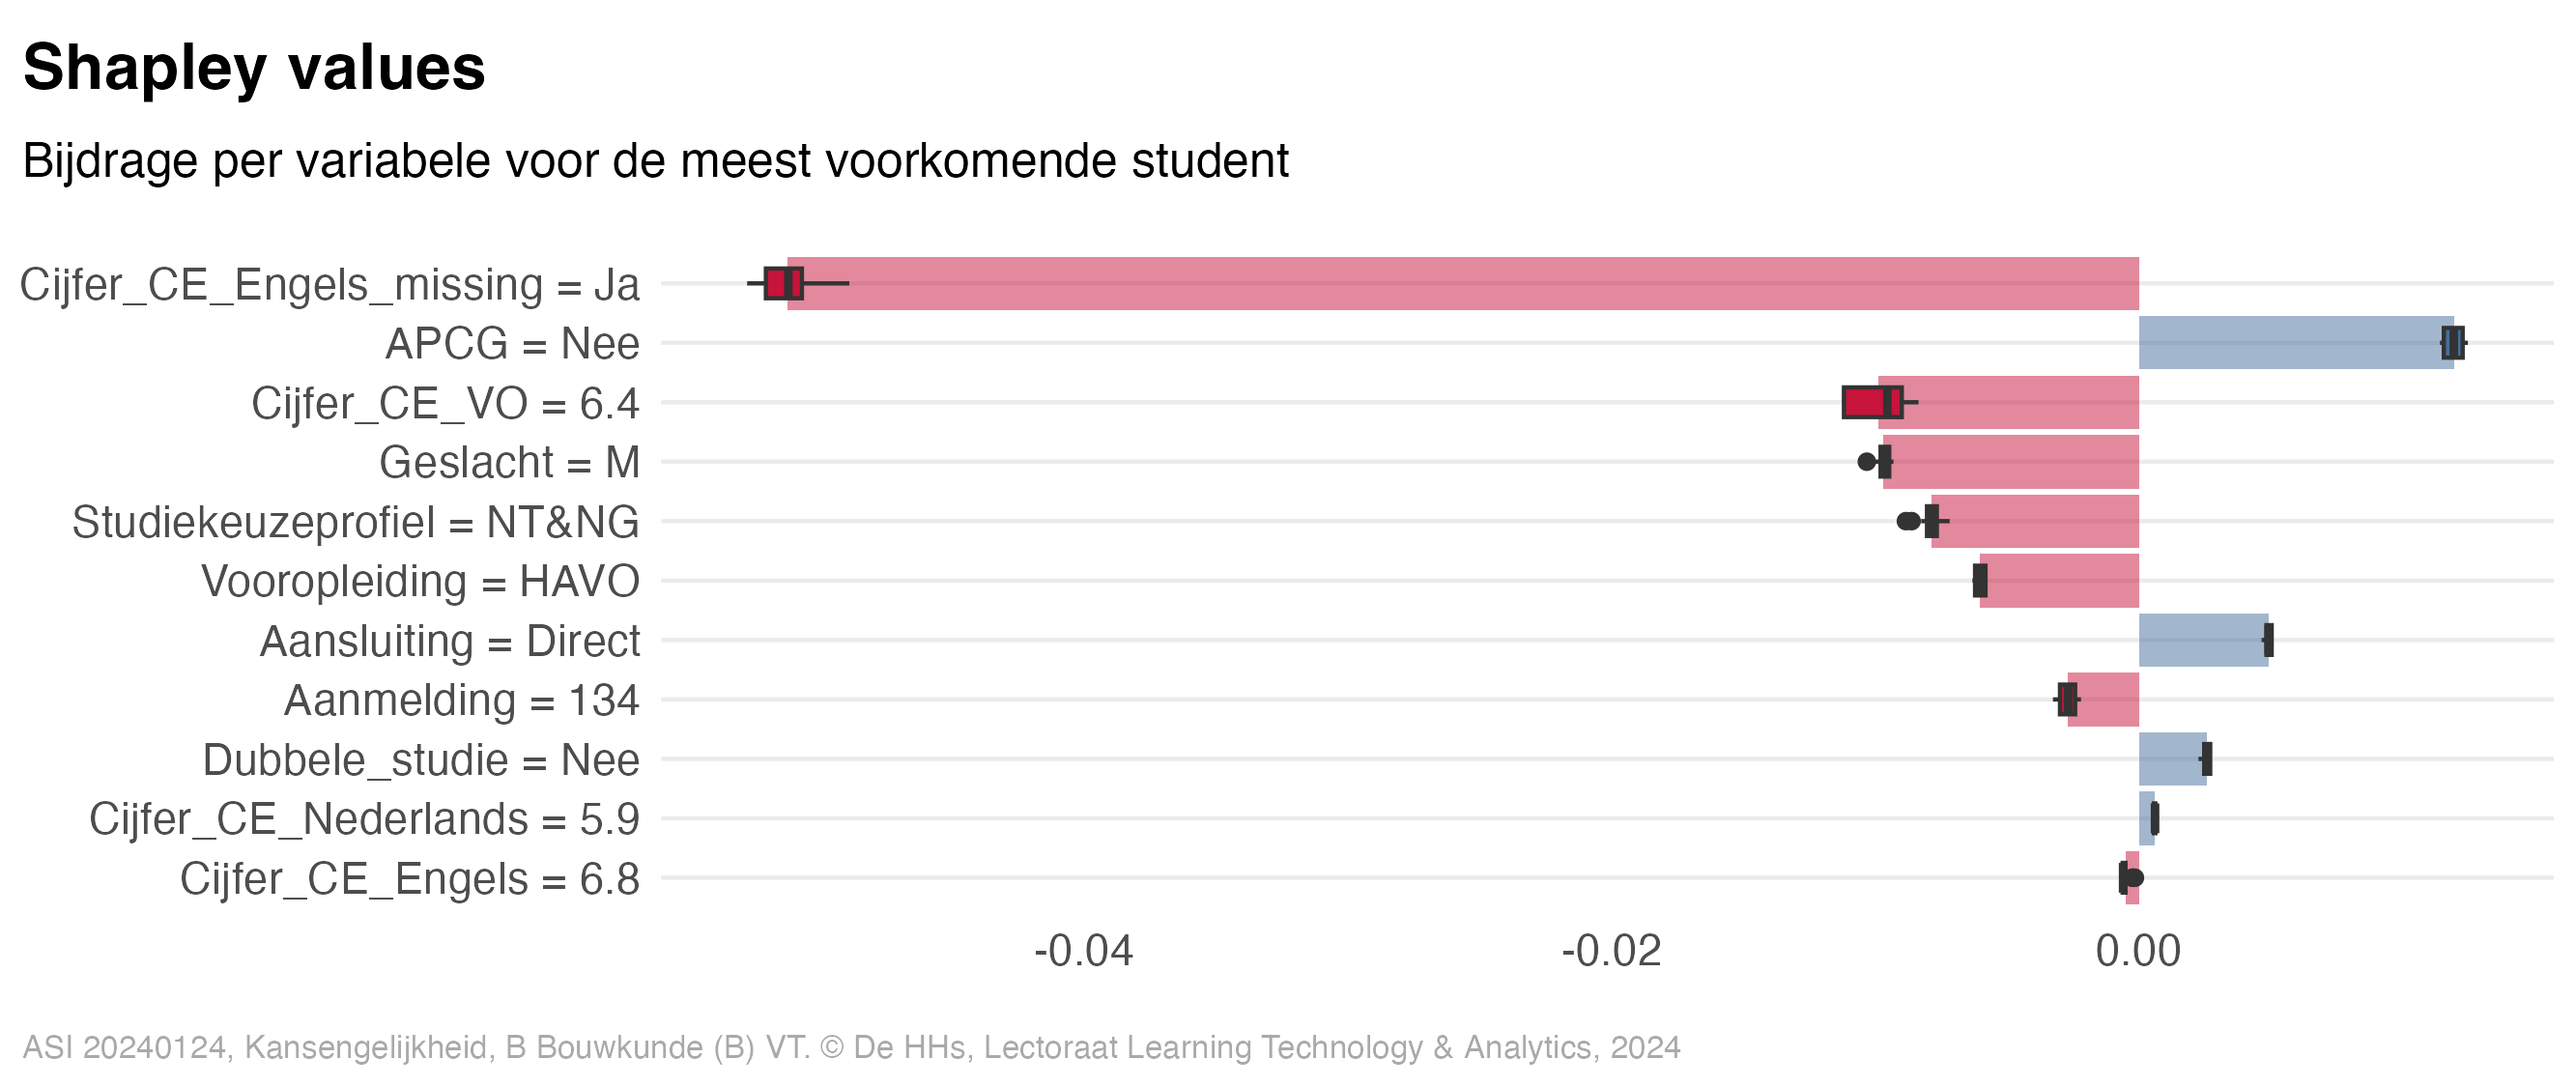 Shapley values
Bijdrage per variabele voor de meest voorkomende student
Cijfer_CE_Engels_missing = Ja
APCG = Nee
Cijfer_CE_VO = 6.4
Geslacht = M
Studiekeuzeprofiel = NT&NG
Vooropleiding = HAVO
Aansluiting = Direct
Aanmelding = 134
Dubbele_studie = Nee
Cijfer_CE_Nederlands = 5.9
Cijfer_CE_Engels = 6.8
-0.04 -0.02 0.00
ASI 20240124, Kansengelijkheid, B Bouwkunde (B) VT. © De HHs, Lectoraat Learning Technology & Analytics, 2024